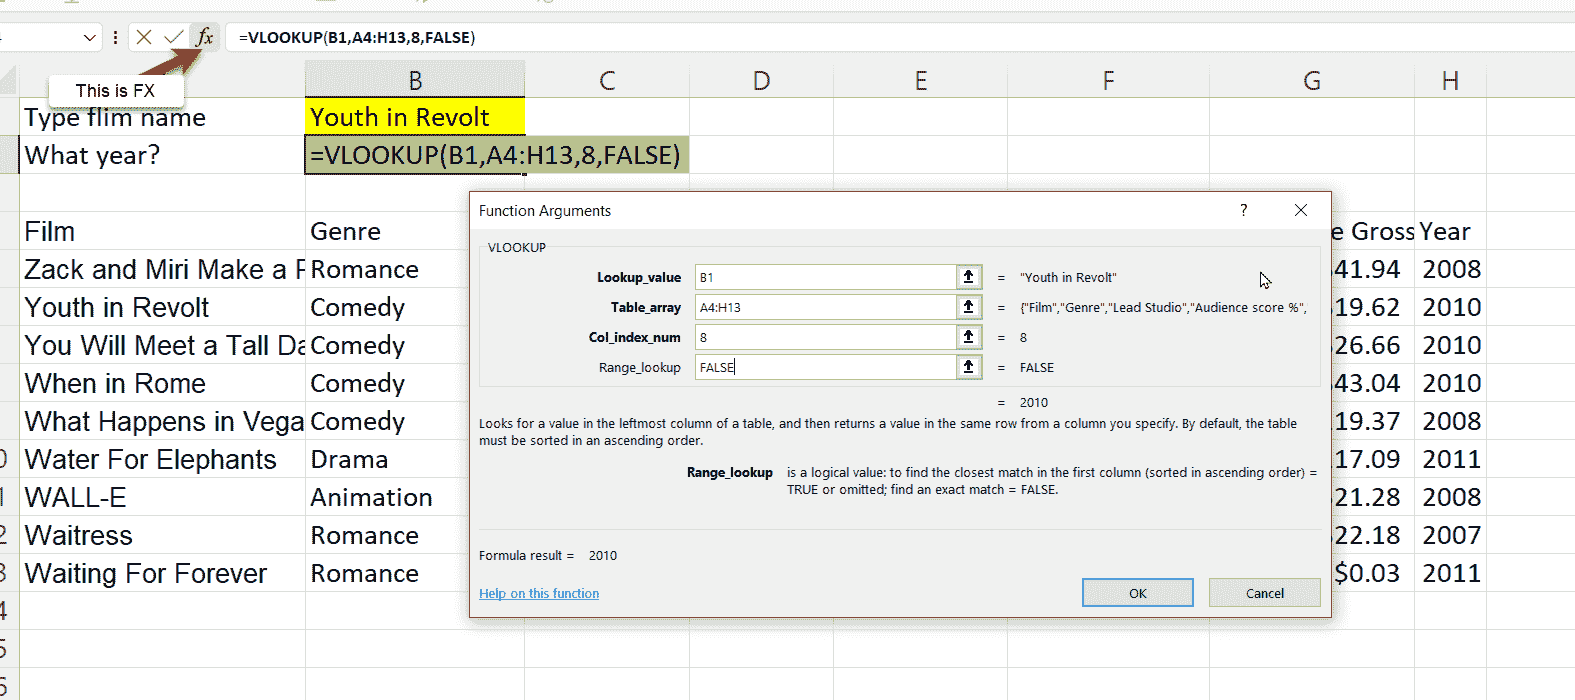 fx =VLOOKUP(B1,A4:H13,8,FALSE)
This is FX
B C D E F G H
Type flim name Youth in Revolt
What year? =VLOOKUP(B1,A4:H13,8,FALSE)
Function Arguments ?
VLOOKUP
Film Genre e Gross Year
Lookup_value B1 = "Youth in Revolt"
Zack and Miri Make a F Romance 41.94 2008
Table_array A4:H13 = {"Film","Genre","Lead Studio","Audience score %",
Youth in Revolt Comedy 19.62 2010
Col_index_num 8 = 8
You Will Meet a Tall Da Comedy 26.66 2010
Range_lookup FALSE = FALSE
When in Rome Comedy 43.04 2010
= 2010
What Happens in Vega Comedy 19.37 2008
Looks for a value in the leftmost column of a table, and then returns a value in the same row from a column you specify. By default, the table
must be sorted in an ascending order.
0 Water For Elephants Drama 17.09 2011
Range_lookup is a logical value: to find the closest match in the first column (sorted in ascending order) =
TRUE or omitted; find an exact match = FALSE.
1 WALL-E Animation 21.28 2008
2 Waitress Romance 22.18 2007
Formula result = 2010
3 Waiting For Forever Romance $0.03 2011
Help on this function OK Cancel
4
5
6